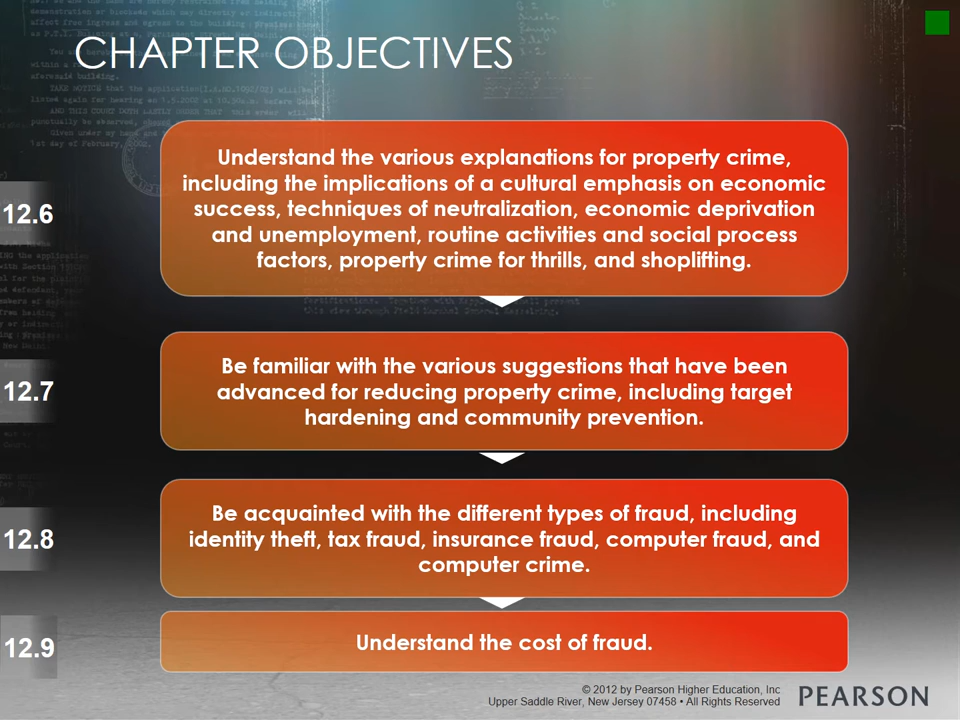 CHAPTER OBJECTIVES
12.6
Understand the various explanations for property crime,
including the implications of a cultural emphasis on economic
success, techniques of neutralization, economic deprivation
and unemployment, routine activities and social process
factors, property crime for thrills, and shoplifting.
12.7
Be familiar with the various suggestions that have been
advanced for reducing property crime, including target
hardening and community prevention.
12.8
Be acquainted with the different types of fraud, including
identity theft, tax fraud, insurance fraud, computer fraud, and
computer crime.
12.9
Understand the cost of fraud.
© 2012 by Pearson Higher Education, Inc
Upper Saddle River, New Jersey 07458 • All Rights Reserved
PEARSON